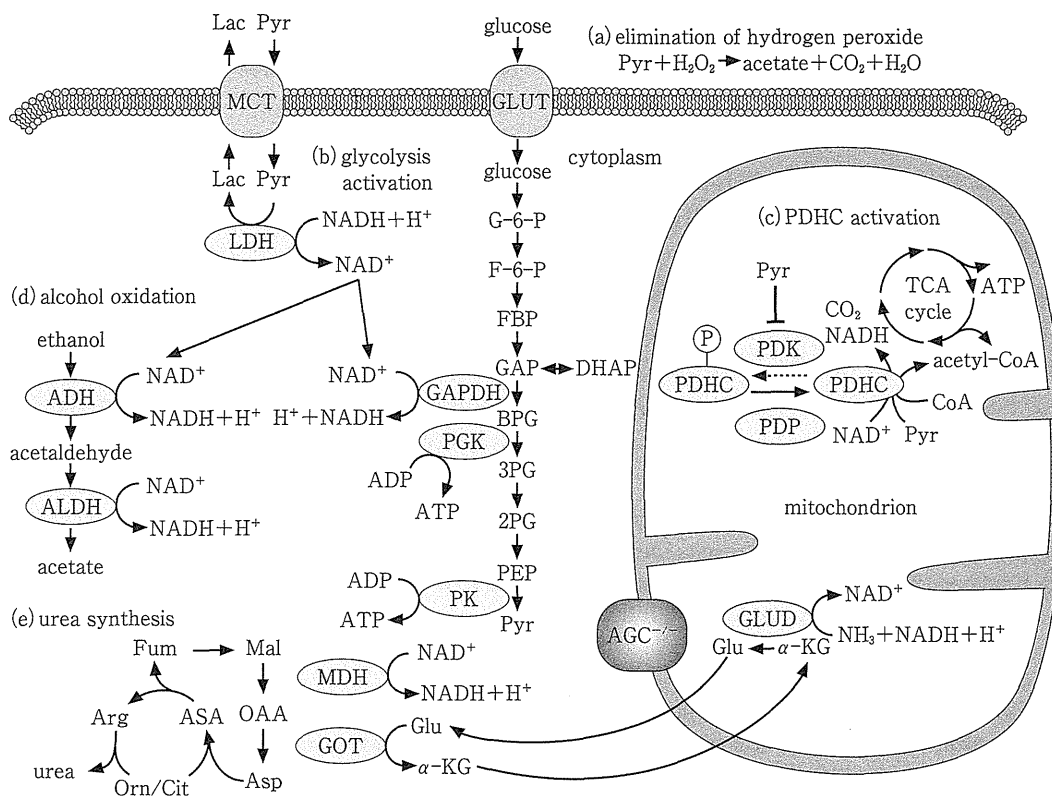 Lac Pyr
glucose
(a) elimination of hydrogen peroxide
Pyr+H₂O₂→acetate+CO₂+H₂O
MCT
GLUT
(b) glycolysis
activation
cytoplasm
Lac Pyr
glucose
NADH+H⁺
LDH
NAD⁺
G-6-P
F-6-P
FBP
GAP
DHAP
(c) PDHC activation
Pyr
TCA
cycle
ATP
CO₂
NADH
P
PDK
acetyl-CoA
PDHC
PDHC
CoA
PDP
NAD⁺
Pyr
(d) alcohol oxidation
ethanol
NAD⁺
ADH
NADH+H⁺
acetaldehyde
NAD⁺
ALDH
NADH+H⁺
acetate
NAD⁺
GAPDH
H⁺+NADH
BPG
PGK
ADP
3PG
ATP
2PG
ADP
PEP
PK
ATP
Pyr
mitochondrion
(e) urea synthesis
Fum
Mal
NAD⁺
MDH
NADH+H⁺
Arg
ASA
OAA
Glu
GOT
α-KG
urea
Orn/Cit
Asp
AGC⁻/⁻
NAD⁺
GLUD
NH₃+NADH+H⁺
Glu
α-KG